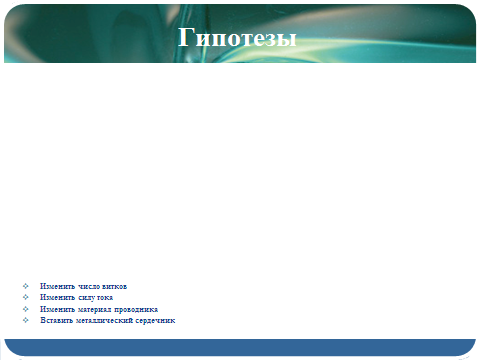 Гипотезы
Изменить число витков
Изменить силу тока
Изменить материал проводника
Вставить металлический сердечник